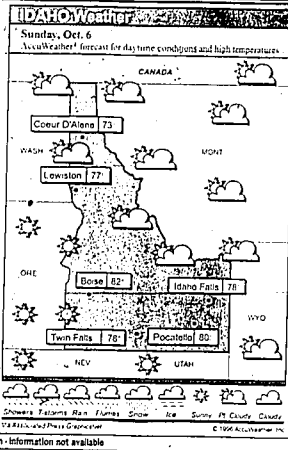 IDAHO Weather
Sunday, Oct. 6
AccuWeather® forecast for daytime conditions and high temperatures
CANADA
Coeur D'Alene 73°
WASH
MONT
Lewiston 77°
ORE
Boise 82°
Idaho Falls 78
WYO
Twin Falls 78°
Pocatello 80°
NEV
UTAH
Showers T-storms Rain Flurries Snow Ice Sunny Pt. Cloudy Cloudy
Via Associated Press GraphicsNet
© 1996 AccuWeather, Inc.
- information not available